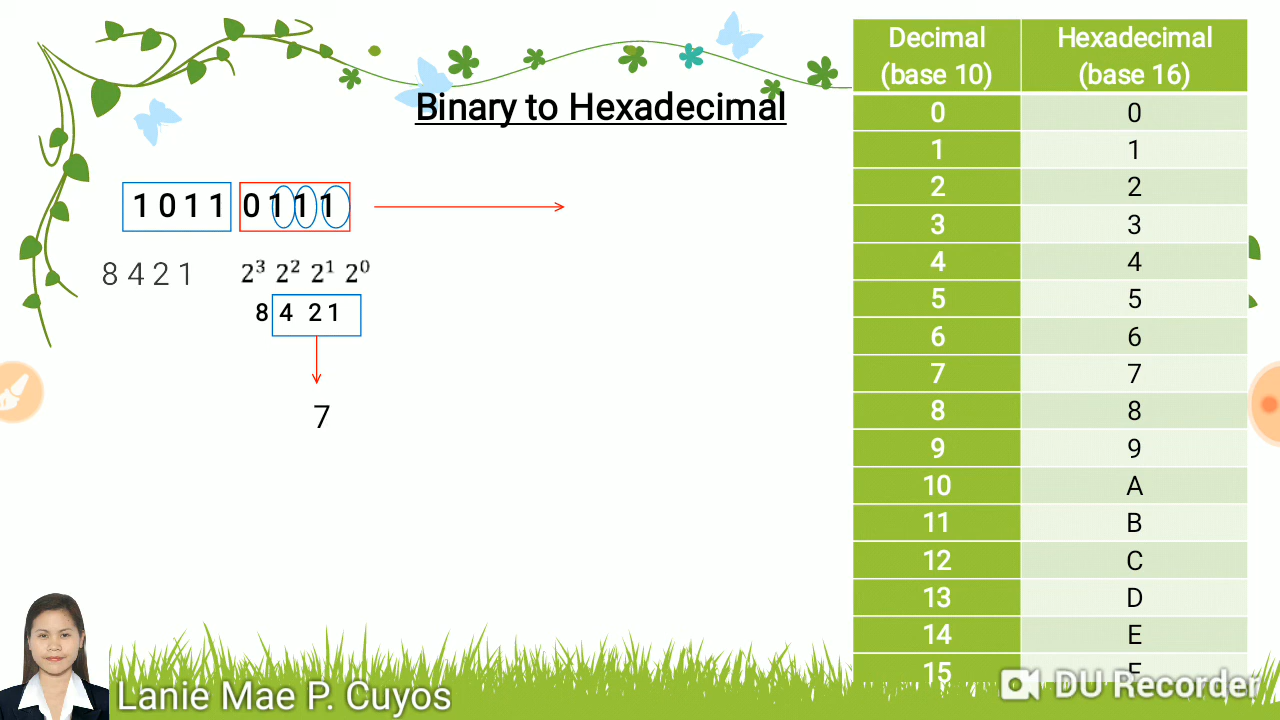 Binary to Hexadecimal
1 0 1 1 0 1 1 1
8 4 2 1 2³ 2² 2¹ 2⁰
8 4 2 1
7
Decimal (base 10) Hexadecimal (base 16)
0 0
1 1
2 2
3 3
4 4
5 5
6 6
7 7
8 8
9 9
10 A
11 B
12 C
13 D
14 E
15 F
Lanie Mae P. Cuyos
DU Recorder